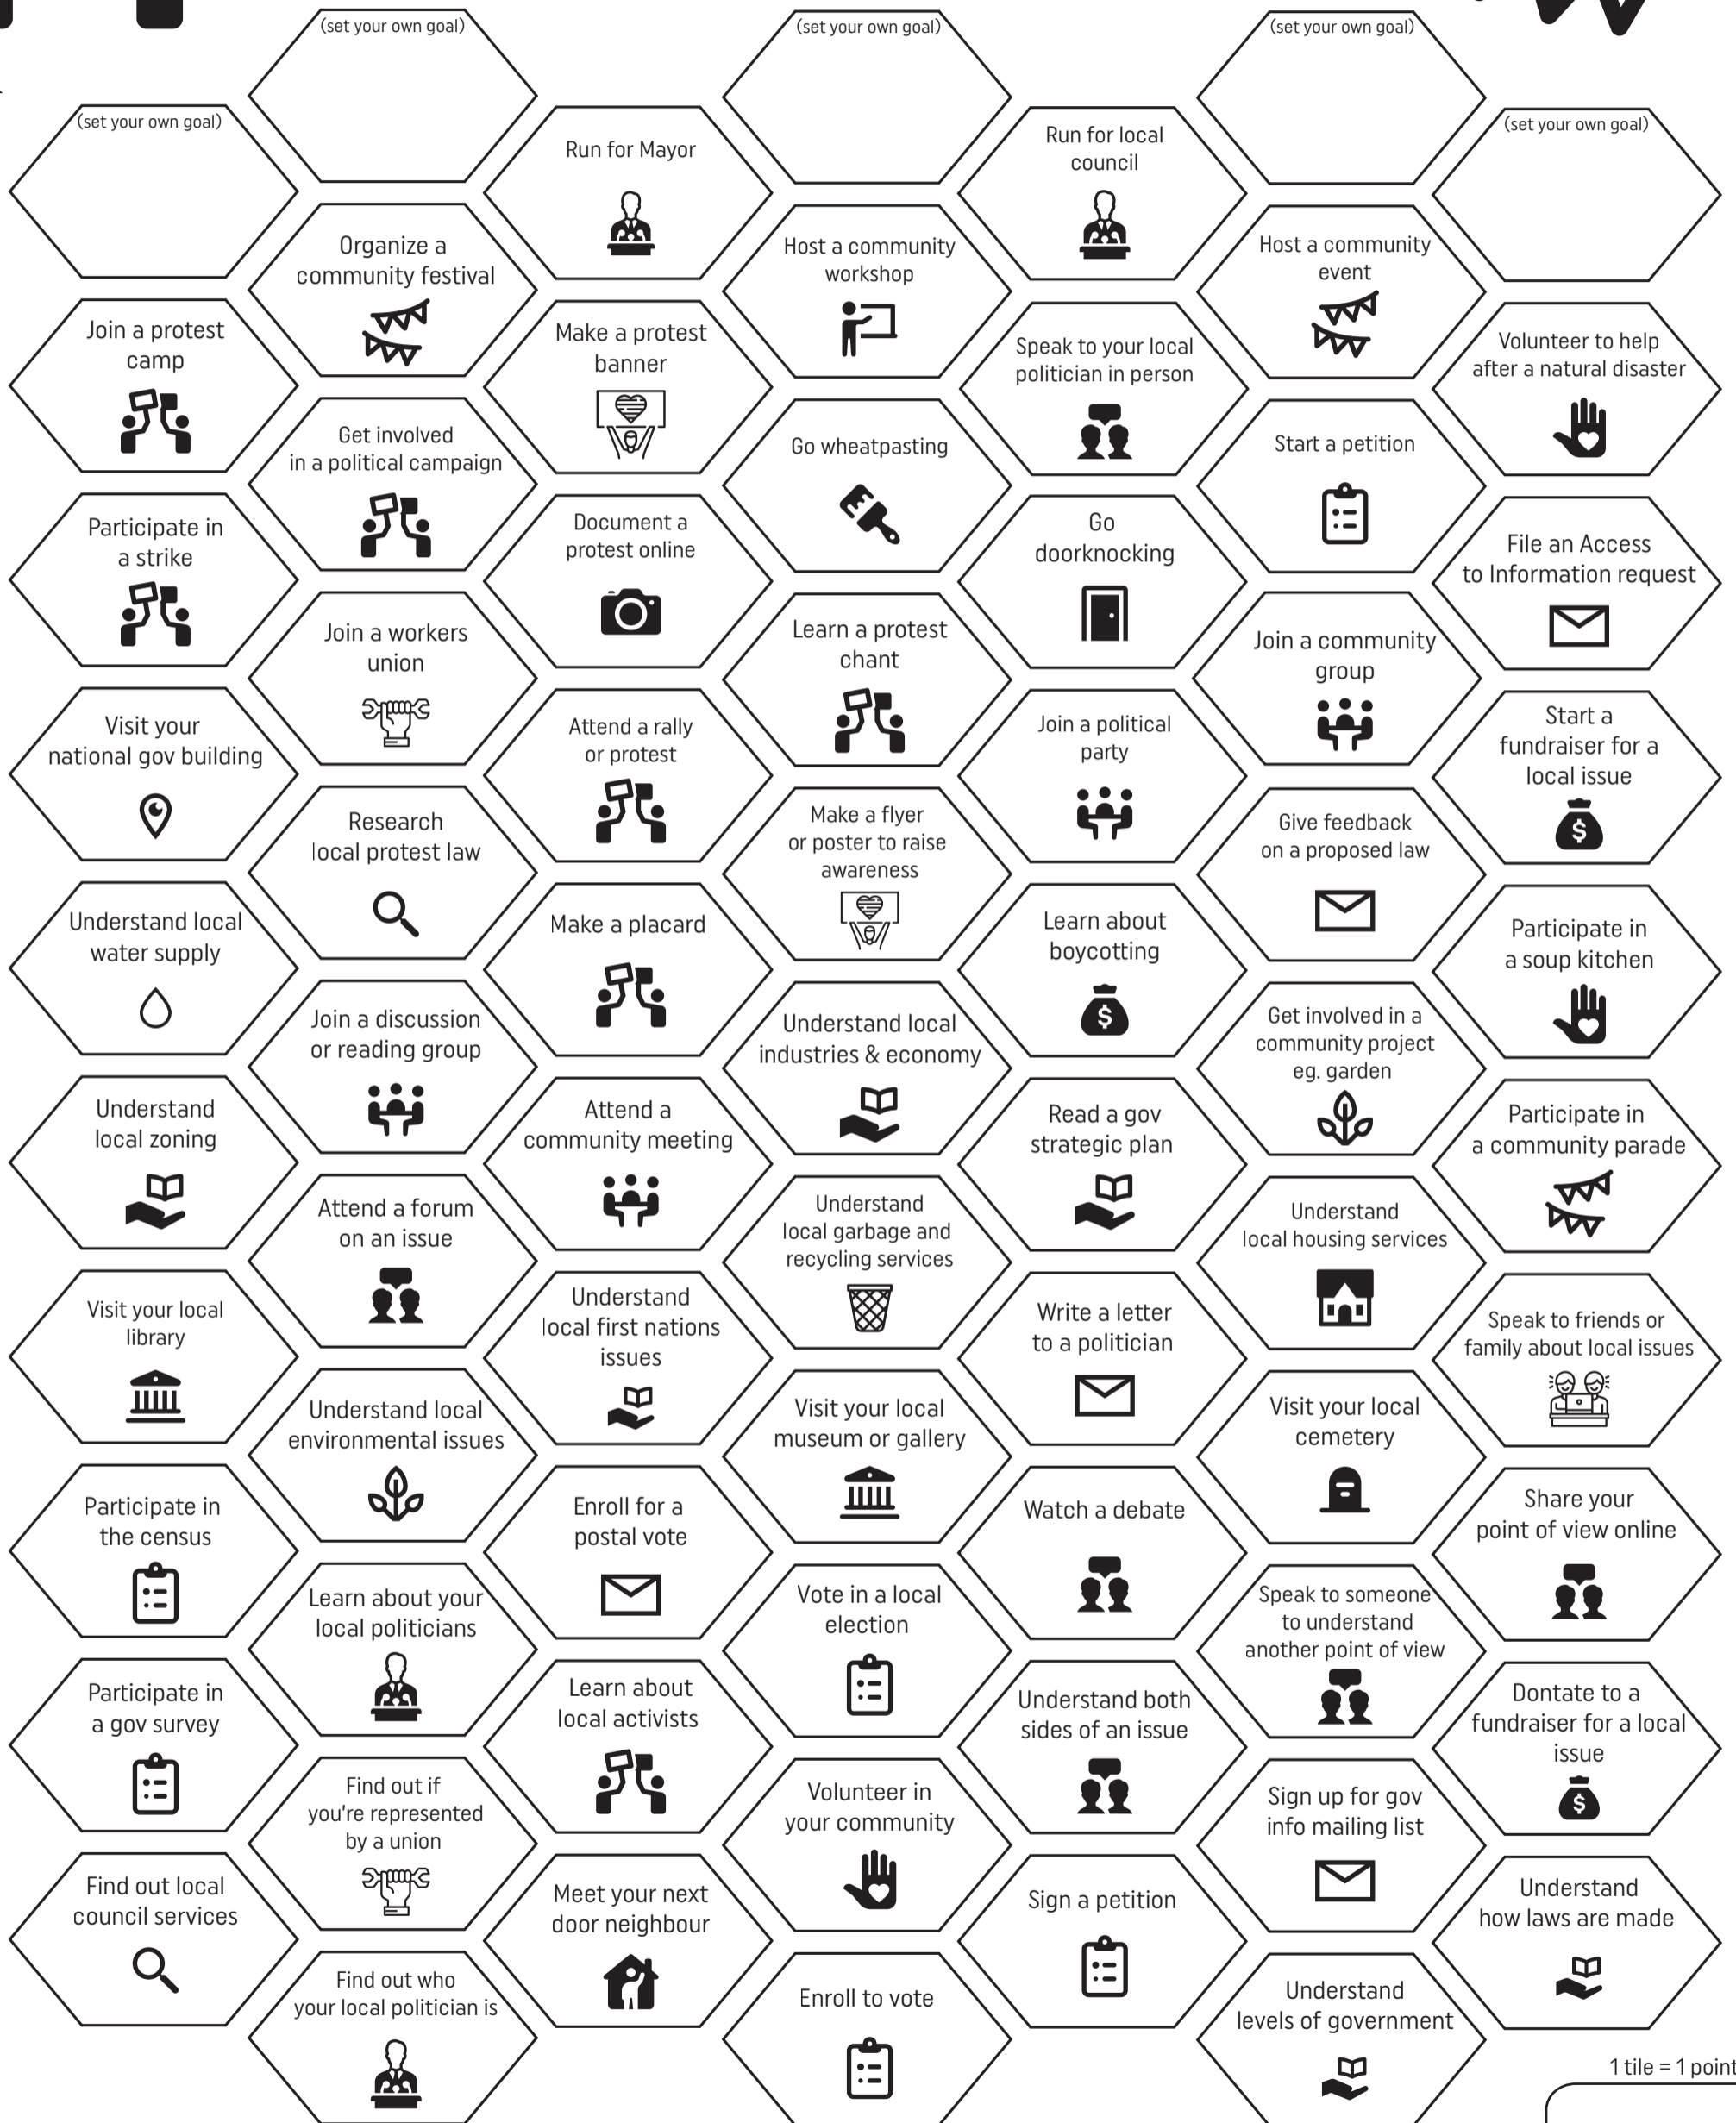 (set your own goal)
(set your own goal)
(set your own goal)
(set your own goal)
(set your own goal)
Run for Mayor
Run for local
council
Organize a
community festival
Host a community
workshop
Host a community
event
Join a protest
camp
Make a protest
banner
Speak to your local
politician in person
Volunteer to help
after a natural disaster
Get involved
in a political campaign
Go wheatpasting
Start a petition
Participate in
a strike
Document a
protest online
Go
doorknocking
File an Access
to Information request
Join a workers
union
Learn a protest
chant
Join a community
group
Visit your
national gov building
Attend a rally
or protest
Join a political
party
Start a
fundraiser for a
local issue
Research
local protest law
Make a flyer
or poster to raise
awareness
Give feedback
on a proposed law
Understand local
water supply
Make a placard
Learn about
boycotting
Participate in
a soup kitchen
Join a discussion
or reading group
Understand local
industries & economy
Get involved in a
community project
eg. garden
Understand
local zoning
Attend a
community meeting
Read a gov
strategic plan
Participate in
a community parade
Attend a forum
on an issue
Understand
local garbage and
recycling services
Understand
local housing services
Visit your local
library
Understand
local first nations
issues
Write a letter
to a politician
Speak to friends or
family about local issues
Understand local
environmental issues
Visit your local
museum or gallery
Visit your local
cemetery
Participate in
the census
Enroll for a
postal vote
Watch a debate
Share your
point of view online
Learn about your
local politicians
Vote in a local
election
Speak to someone
to understand
another point of view
Participate in
a gov survey
Learn about
local activists
Understand both
sides of an issue
Dontate to a
fundraiser for a local
issue
Find out if
you're represented
by a union
Volunteer in
your community
Sign up for gov
info mailing list
Find out local
council services
Meet your next
door neighbour
Sign a petition
Understand
how laws are made
Find out who
your local politician is
Enroll to vote
Understand
levels of government
1 tile = 1 point